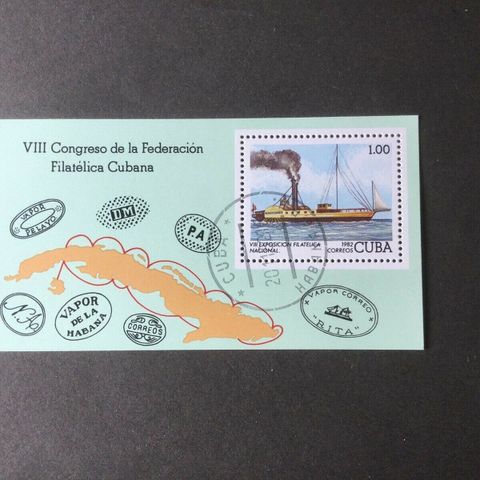 VIII Congreso de la Federación
Filatélica Cubana
1.00
VIII EXPOSICION FILATELICA
NACIONAL
1982
CORREOS
CUBA
VAPOR
PELAYO
P.A
CUBA
HABANA
VAPOR
DE LA
HABANA
CORREOS
VAPOR CORREO
"RITA"